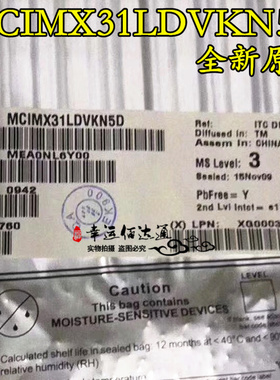 MCIMX31LDVKN5D
全新原
MCIMX31LDVKN5D
MEA0NL6Y00
0942
Ref. ITC
Diffused in: TM
Assem in: CHINA
MS Level: 3
Sealed: 15Nov09
PbFree= Y
2nd Lvl Intct= e1
(X) LPN: XG0003
幸运佰达通
实物拍摄 盗图必究
Caution
This bag contains
MOISTURE-SENSITIVE DEVICES
Calculated shelf life in sealed bag: 12 months at <40°C and <90%
relative humidity (RH)